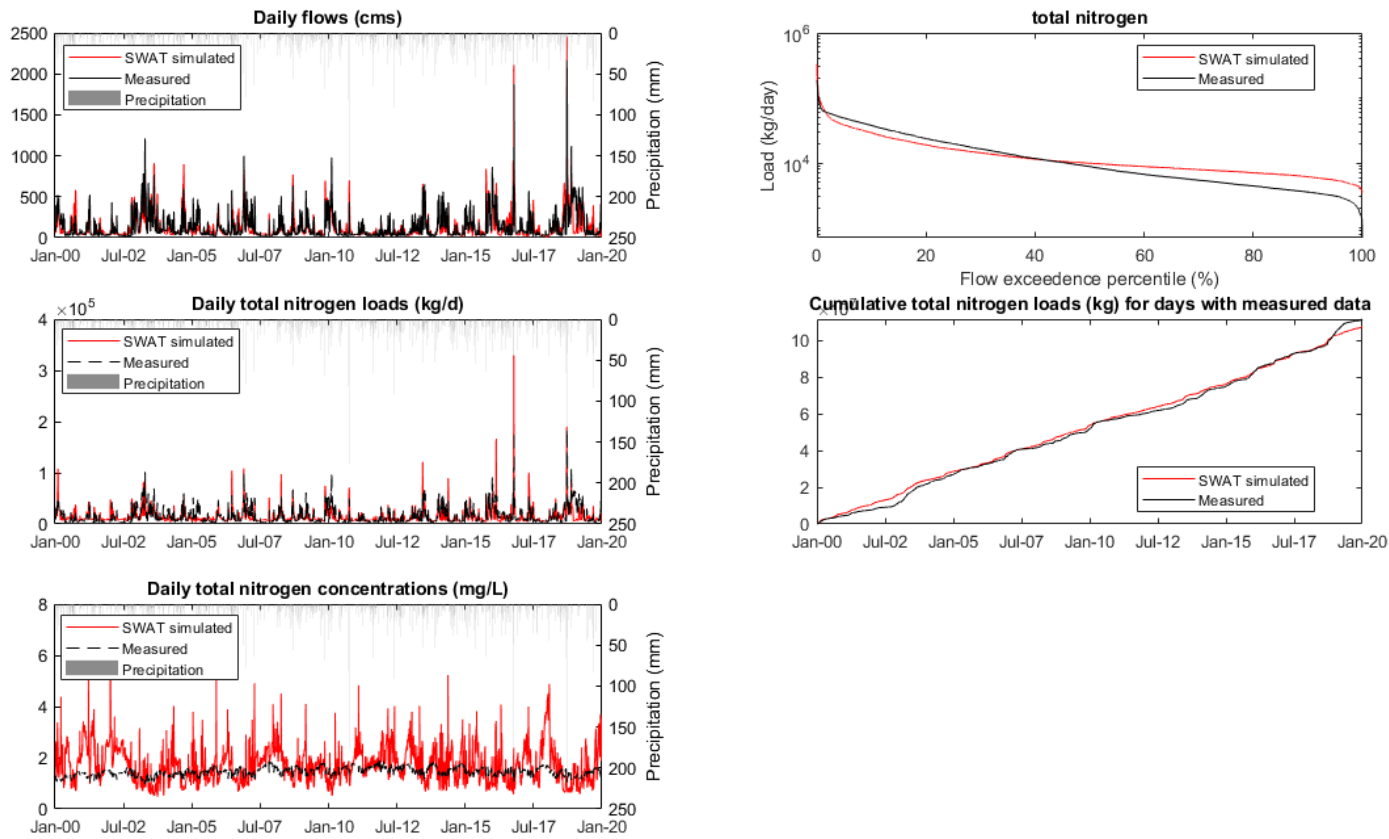 Daily flows (cms)
2500
2000
1500
1000
500
0
0
50
100
150
200
250
Precipitation (mm)
SWAT simulated
Measured
Precipitation
Jan-00 Jul-02 Jan-05 Jul-07 Jan-10 Jul-12 Jan-15 Jul-17 Jan-20
total nitrogen
10^6
10^4
Load (kg/day)
SWAT simulated
Measured
0 20 40 60 80 100
Flow exceedence percentile (%)
Daily total nitrogen loads (kg/d)
×10^5
4
3
2
1
0
0
50
100
150
200
250
Precipitation (mm)
SWAT simulated
Measured
Precipitation
Jan-00 Jul-02 Jan-05 Jul-07 Jan-10 Jul-12 Jan-15 Jul-17 Jan-20
Cumulative total nitrogen loads (kg) for days with measured data
10
8
6
4
2
0
SWAT simulated
Measured
Jan-00 Jul-02 Jan-05 Jul-07 Jan-10 Jul-12 Jan-15 Jul-17 Jan-20
Daily total nitrogen concentrations (mg/L)
8
6
4
2
0
0
50
100
150
200
250
Precipitation (mm)
SWAT simulated
Measured
Precipitation
Jan-00 Jul-02 Jan-05 Jul-07 Jan-10 Jul-12 Jan-15 Jul-17 Jan-20